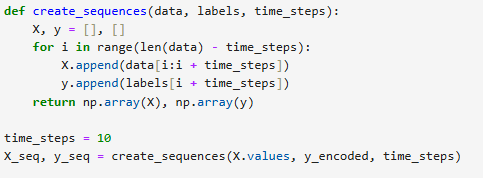 def create_sequences(data, labels, time_steps):
    X, y = [], []
    for i in range(len(data) - time_steps):
        X.append(data[i:i + time_steps])
        y.append(labels[i + time_steps])
    return np.array(X), np.array(y)

time_steps = 10
X_seq, y_seq = create_sequences(X.values, y_encoded, time_steps)